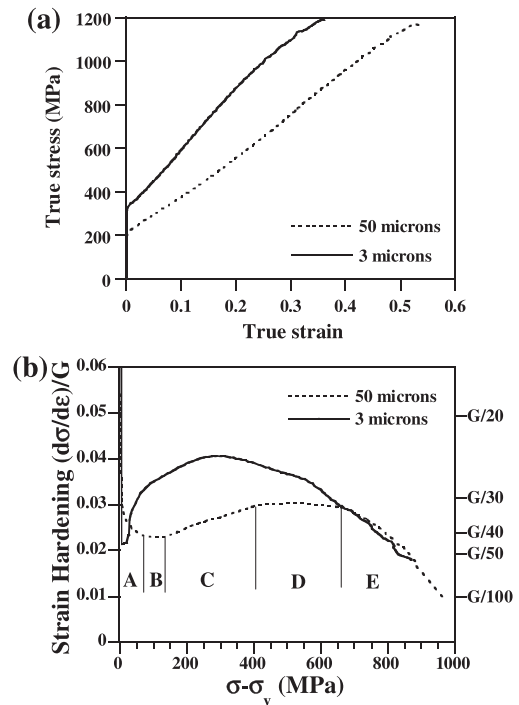 (a)
1200
1000
800
600
400
200
0
True stress (MPa)
50 microns
3 microns
0 0.1 0.2 0.3 0.4 0.5 0.6
True strain
(b)
0.06
0.05
0.04
0.03
0.02
0.01
0
Strain Hardening (dσ/dε)/G
50 microns
3 microns
G/20
G/30
G/40
G/50
G/100
A B C D E
0 200 400 600 800 1000
σ-σy (MPa)